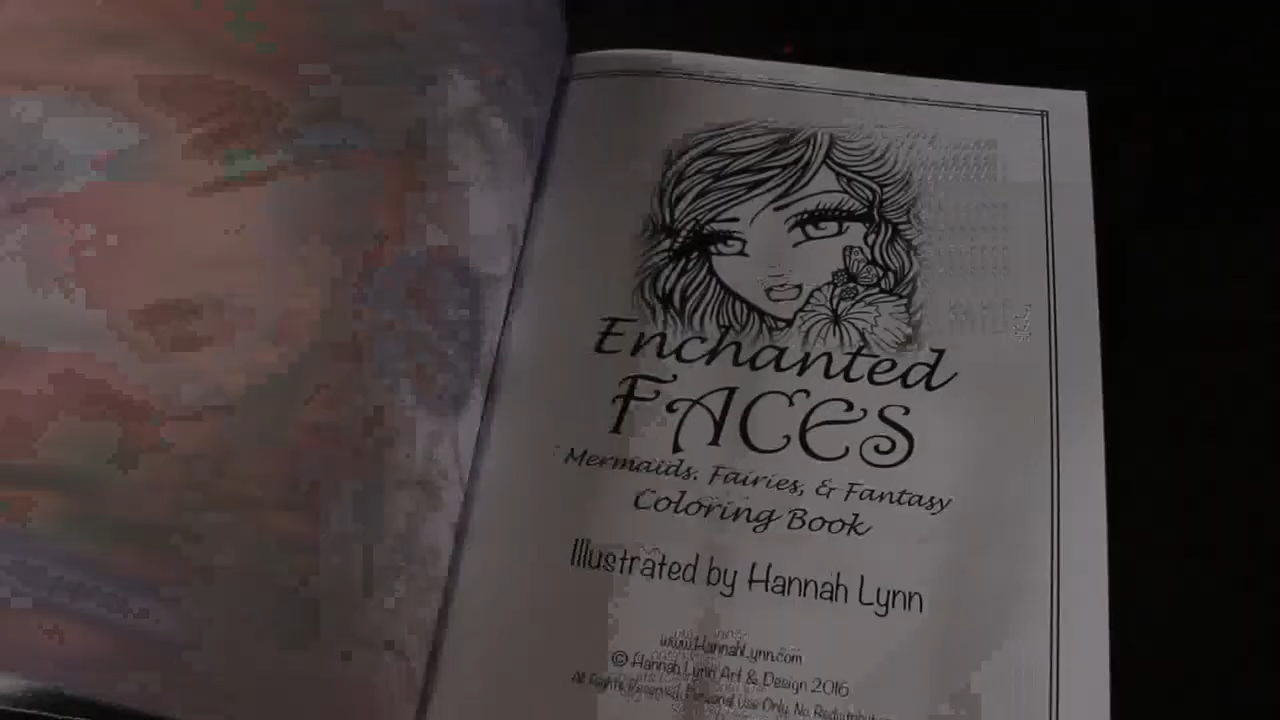 Enchanted
FACES
Mermaids, Fairies, & Fantasy
Coloring Book
Illustrated by Hannah Lynn
www.HannahLynn.com
© Hannah Lynn Art & Design 2016
All Rights Reserved. Personal Use Only. No